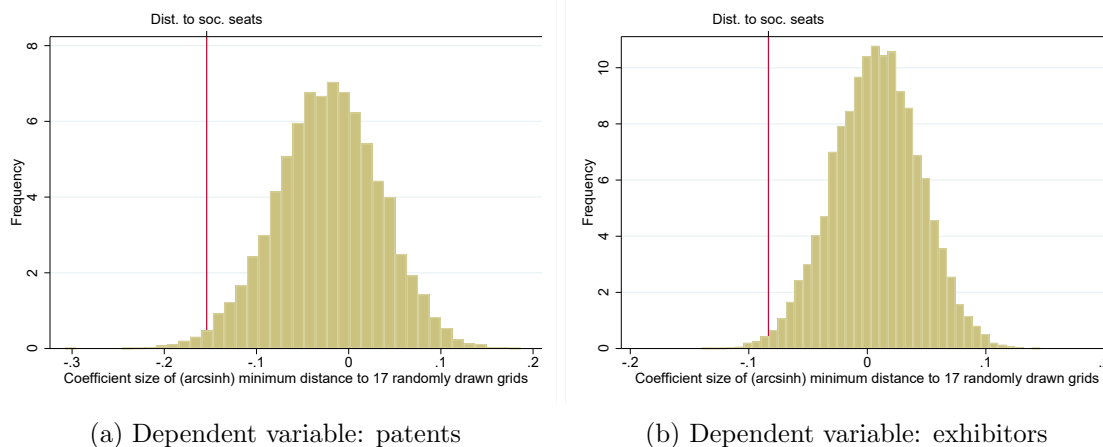 Dist. to soc. seats
8
6
4
2
0
Frequency
-.3
-.2
-.1
0
.1
.2
Coefficient size of (arcsinh) minimum distance to 17 randomly drawn grids
(a) Dependent variable: patents
Dist. to soc. seats
10
8
6
4
2
0
Frequency
-.2
-.1
0
.1
.2
Coefficient size of (arcsinh) minimum distance to 17 randomly drawn grids
(b) Dependent variable: exhibitors